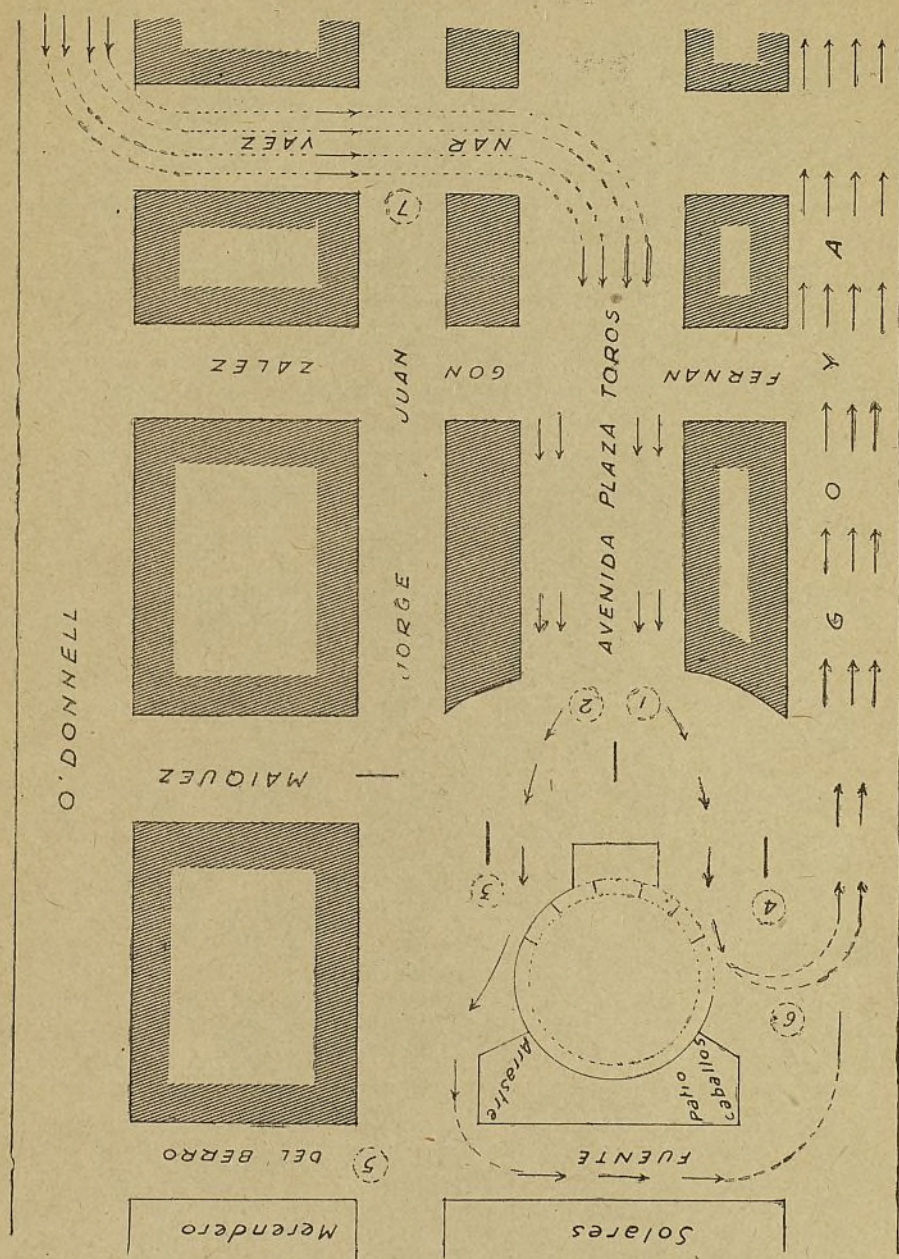 O'DONNELL
JORGE JUAN
AVENIDA PLAZA TOROS
GOYA
NAR VAEZ
FERNAN GON ZALEZ
MAIQUEZ
FUENTE DEL BERRO
Solares
Merendero
patio caballos
Arrastre
1
2
3
4
5
6
7